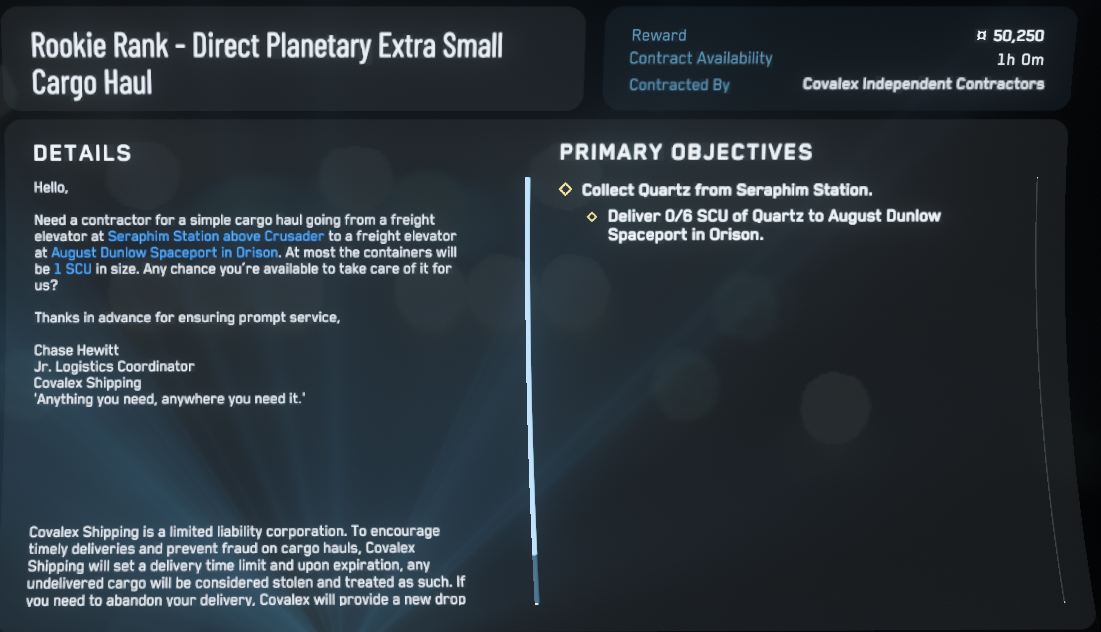 Rookie Rank - Direct Planetary Extra Small
Cargo Haul
Reward ¤ 50,250
Contract Availability 1h 0m
Contracted By Covalex Independent Contractors
DETAILS
Hello,
Need a contractor for a simple cargo haul going from a freight
elevator at Seraphim Station above Crusader to a freight elevator
at August Dunlow Spaceport in Orison. At most the containers will
be 1 SCU in size. Any chance you're available to take care of it for
us?
Thanks in advance for ensuring prompt service,
Chase Hewitt
Jr. Logistics Coordinator
Covalex Shipping
'Anything you need, anywhere you need it.'
Covalex Shipping is a limited liability corporation. To encourage
timely deliveries and prevent fraud on cargo hauls, Covalex
Shipping will set a delivery time limit and upon expiration, any
undelivered cargo will be considered stolen and treated as such. If
you need to abandon your delivery, Covalex will provide a new drop
PRIMARY OBJECTIVES
Collect Quartz from Seraphim Station.
Deliver 0/6 SCU of Quartz to August Dunlow
Spaceport in Orison.